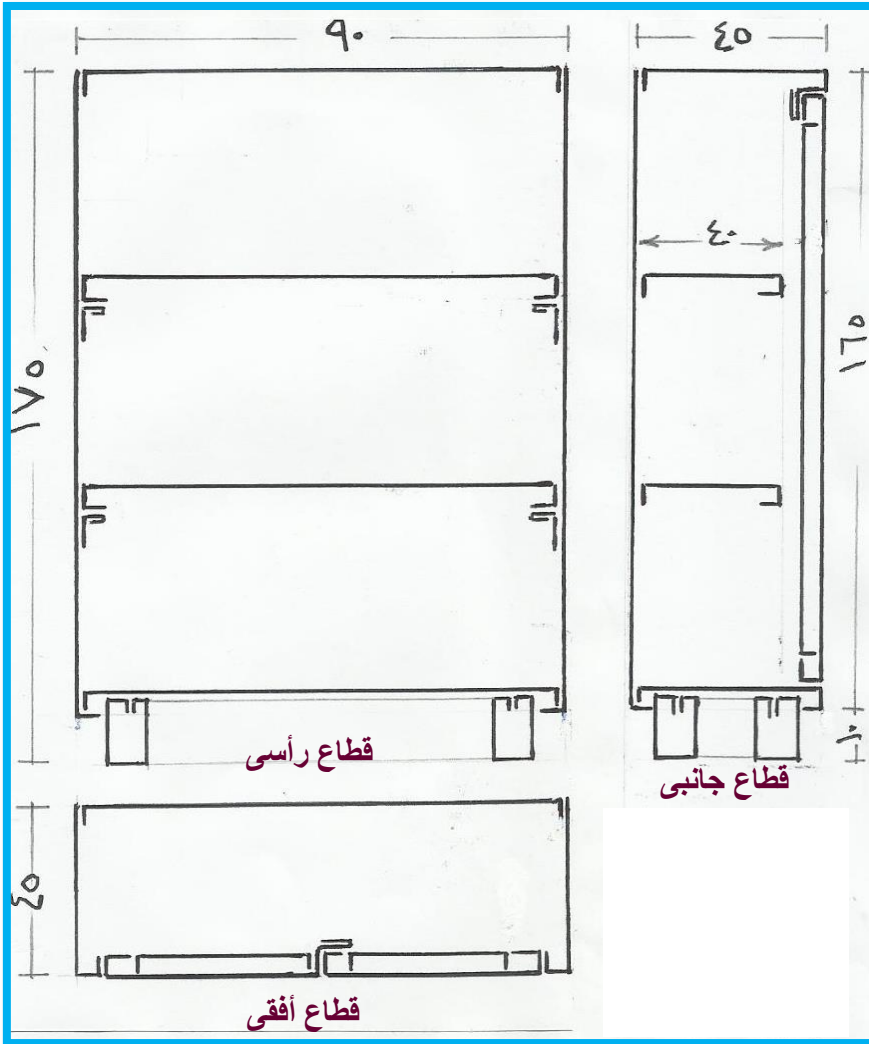 ٩٠
٤٥
٤٠
١٧٥
١٦٥
١٠
قطاع رأسى
قطاع جانبى
٤٥
قطاع أفقى